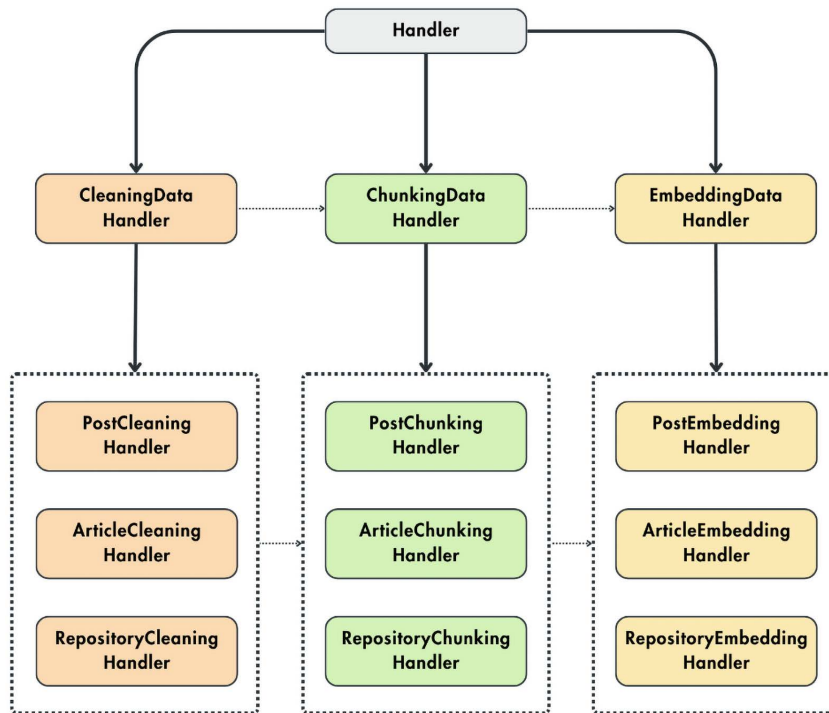 Handler
CleaningData
Handler
ChunkingData
Handler
EmbeddingData
Handler
PostCleaning
Handler
ArticleCleaning
Handler
RepositoryCleaning
Handler
PostChunking
Handler
ArticleChunking
Handler
RepositoryChunking
Handler
PostEmbedding
Handler
ArticleEmbedding
Handler
RepositoryEmbedding
Handler